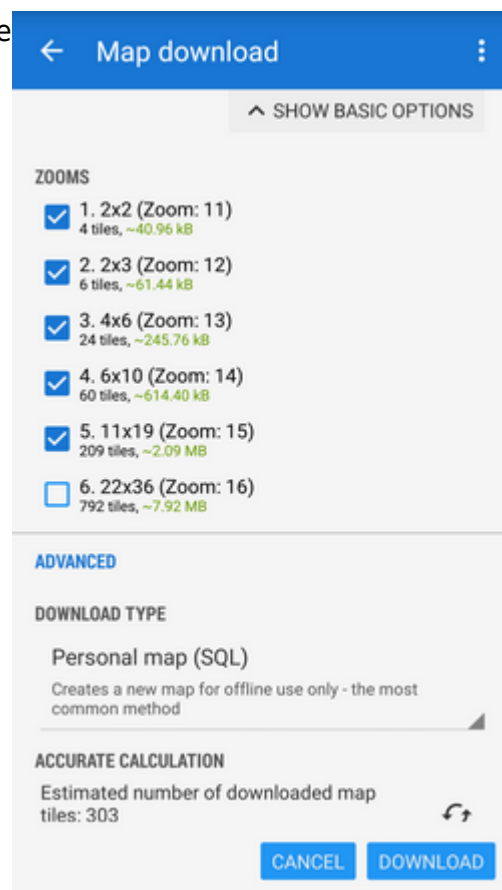 e
Map download
SHOW BASIC OPTIONS
ZOOMS
1. 2x2 (Zoom: 11)
4 tiles, ~40.96 kB
2. 2x3 (Zoom: 12)
6 tiles, ~61.44 kB
3. 4x6 (Zoom: 13)
24 tiles, ~245.76 kB
4. 6x10 (Zoom: 14)
60 tiles, ~614.40 kB
5. 11x19 (Zoom: 15)
209 tiles, ~2.09 MB
6. 22x36 (Zoom: 16)
792 tiles, ~7.92 MB
ADVANCED
DOWNLOAD TYPE
Personal map (SQL)
Creates a new map for offline use only - the most
common method
ACCURATE CALCULATION
Estimated number of downloaded map
tiles: 303
CANCEL DOWNLOAD